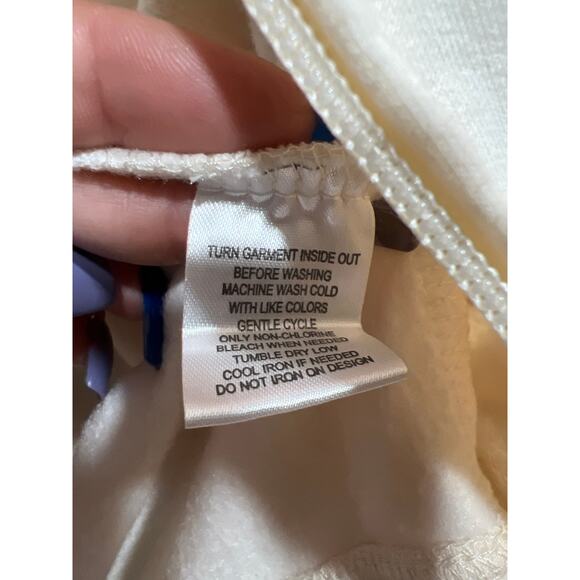 TURN GARMENT INSIDE OUT
BEFORE WASHING
MACHINE WASH COLD
WITH LIKE COLORS
GENTLE CYCLE
ONLY NON-CHLORINE
BLEACH WHEN NEEDED
TUMBLE DRY LOW
COOL IRON IF NEEDED
DO NOT IRON ON DESIGN